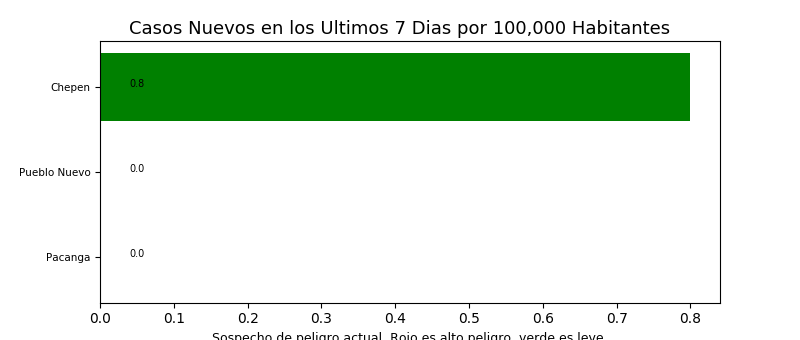 Casos Nuevos en los Ultimos 7 Dias por 100,000 Habitantes
Chepen
0.8
Pueblo Nuevo
0.0
Pacanga
0.0
0.0 0.1 0.2 0.3 0.4 0.5 0.6 0.7 0.8
Sospecho de peligro actual. Rojo es alto peligro, verde es leve